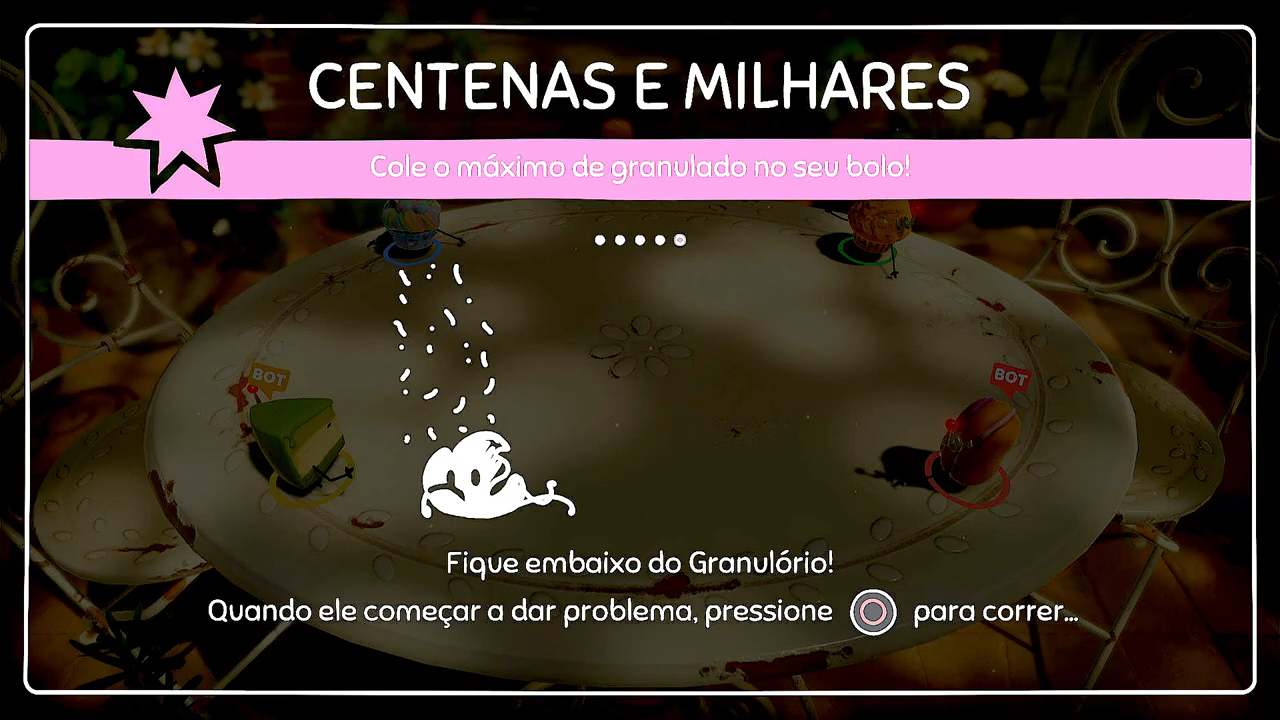 CENTENAS E MILHARES
Cole o máximo de granulado no seu bolo!
BOT
BOT
Fique embaixo do Granulório!
Quando ele começar a dar problema, pressione para correr...